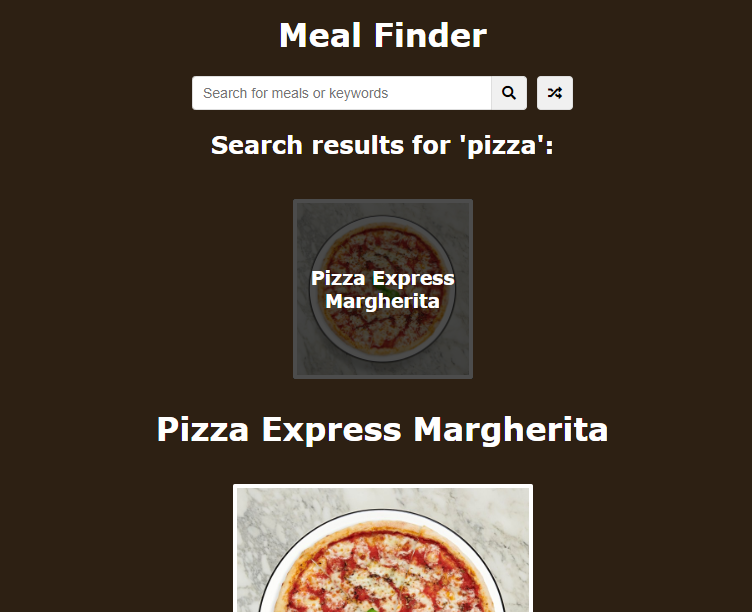 Meal Finder
Search for meals or keywords
Search results for 'pizza':
Pizza Express
Margherita
Pizza Express Margherita